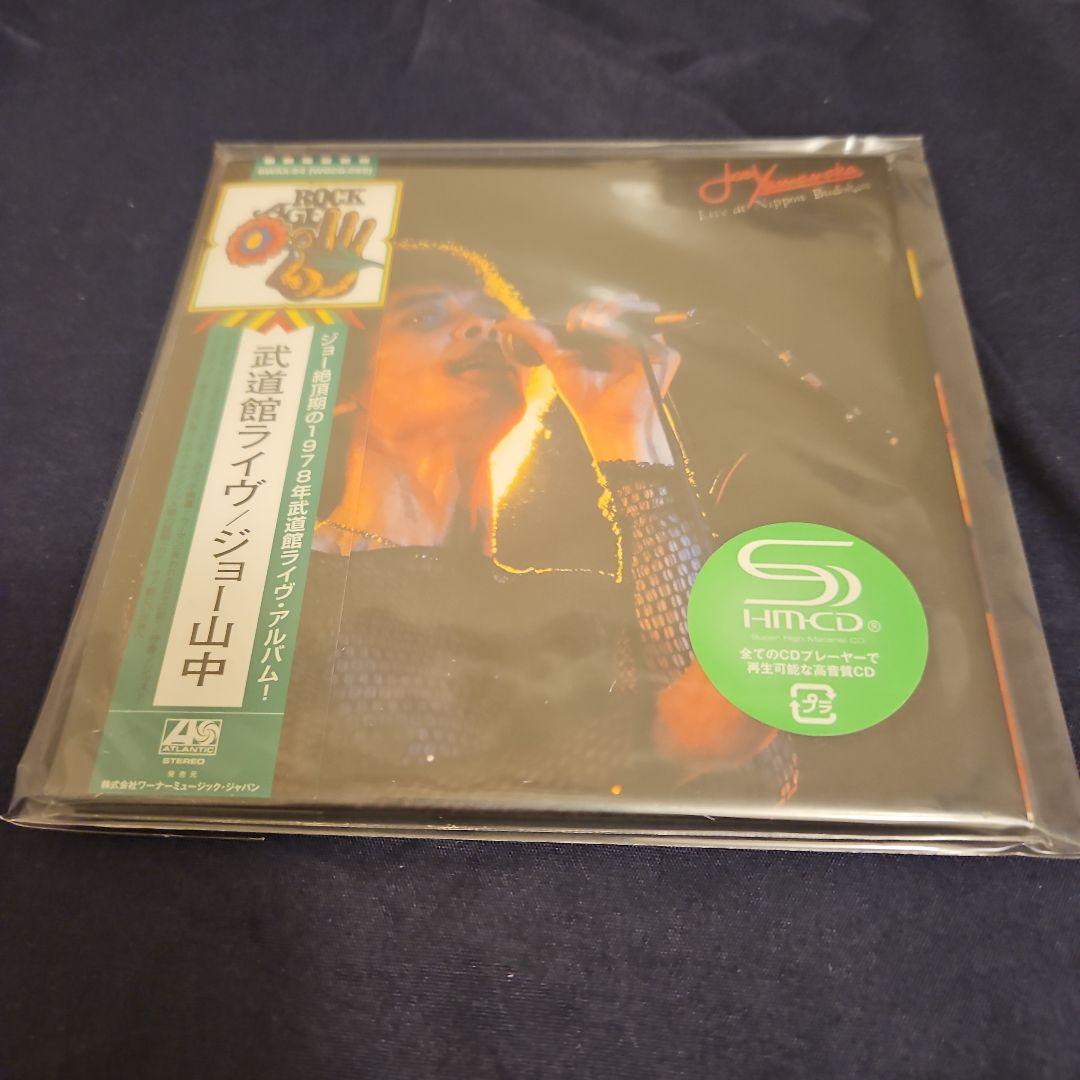 ROCK
AGE
Joe Yamanaka
Live at Nippon Budokan
武道館ライヴ/ジョー山中
ジョー絶頂期の1978年武道館ライヴ・アルバム!
ATLANTIC
STEREO
発売元
株式会社ワーナーミュージック・ジャパン
SHM-CD®
Super High Material CD
全てのCDプレーヤーで
再生可能な高音質CD
プラ